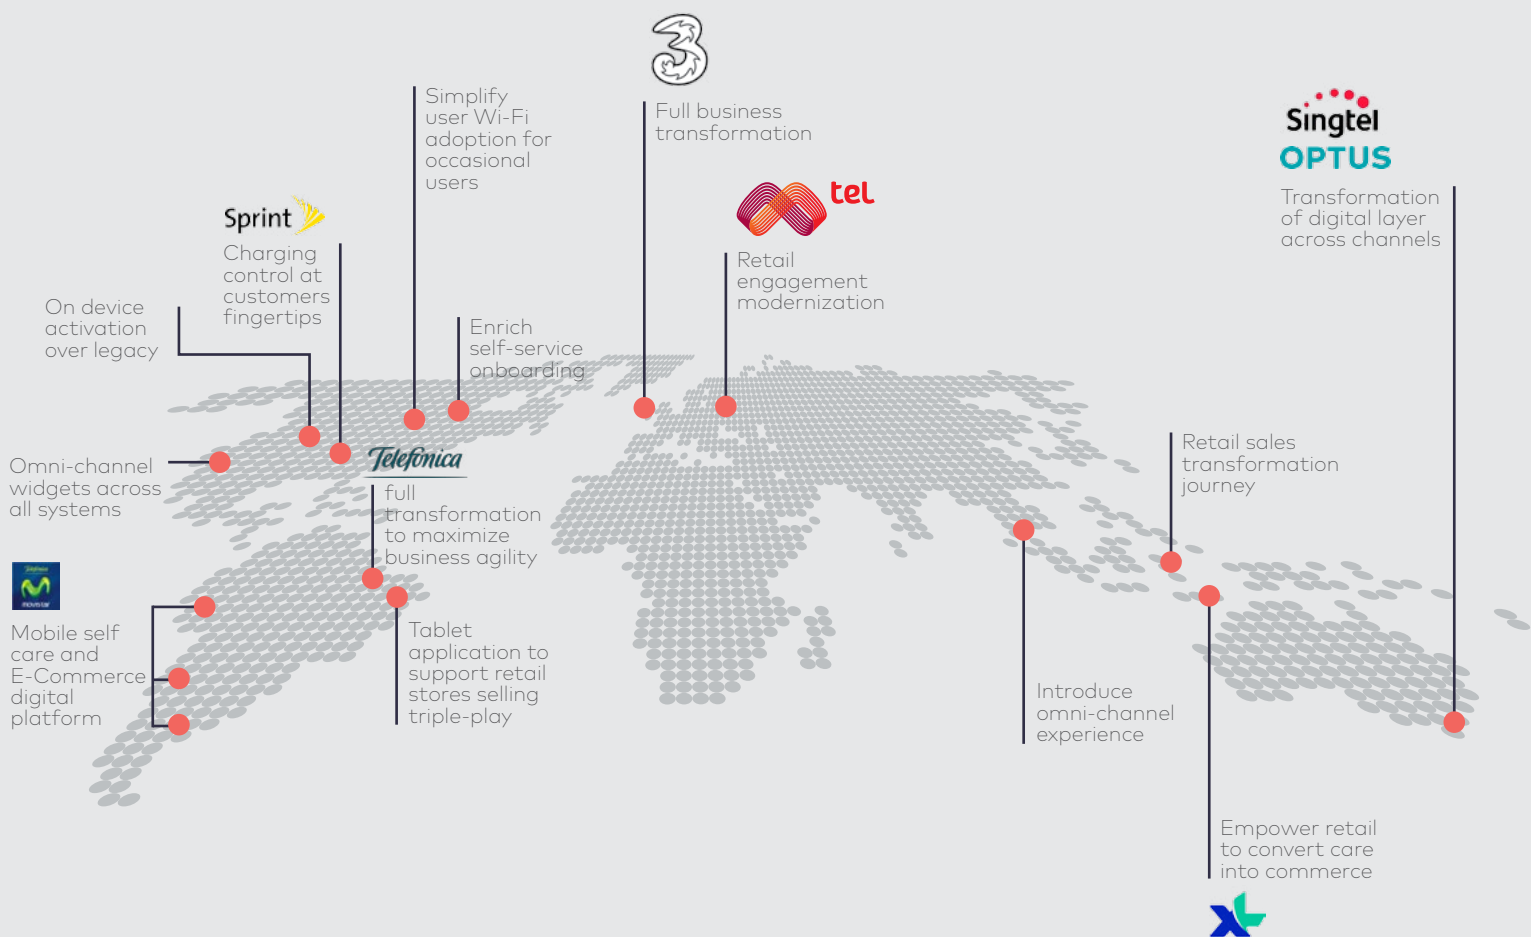 3
Simplify
user Wi-Fi
adoption for
occasional
users
Full business
transformation
Singtel
OPTUS
Transformation
of digital layer
across channels
tel
Retail
engagement
modernization
Sprint
Charging
control at
customers
fingertips
On device
activation
over legacy
Enrich
self-service
onboarding
Omni-channel
widgets across
all systems
Telefónica
full
transformation
to maximize
business agility
Retail sales
transformation
journey
Telefónica
movistar
Mobile self
care and
E-Commerce
digital
platform
Tablet
application to
support retail
stores selling
triple-play
Introduce
omni-channel
experience
Empower retail
to convert care
into commerce
XL